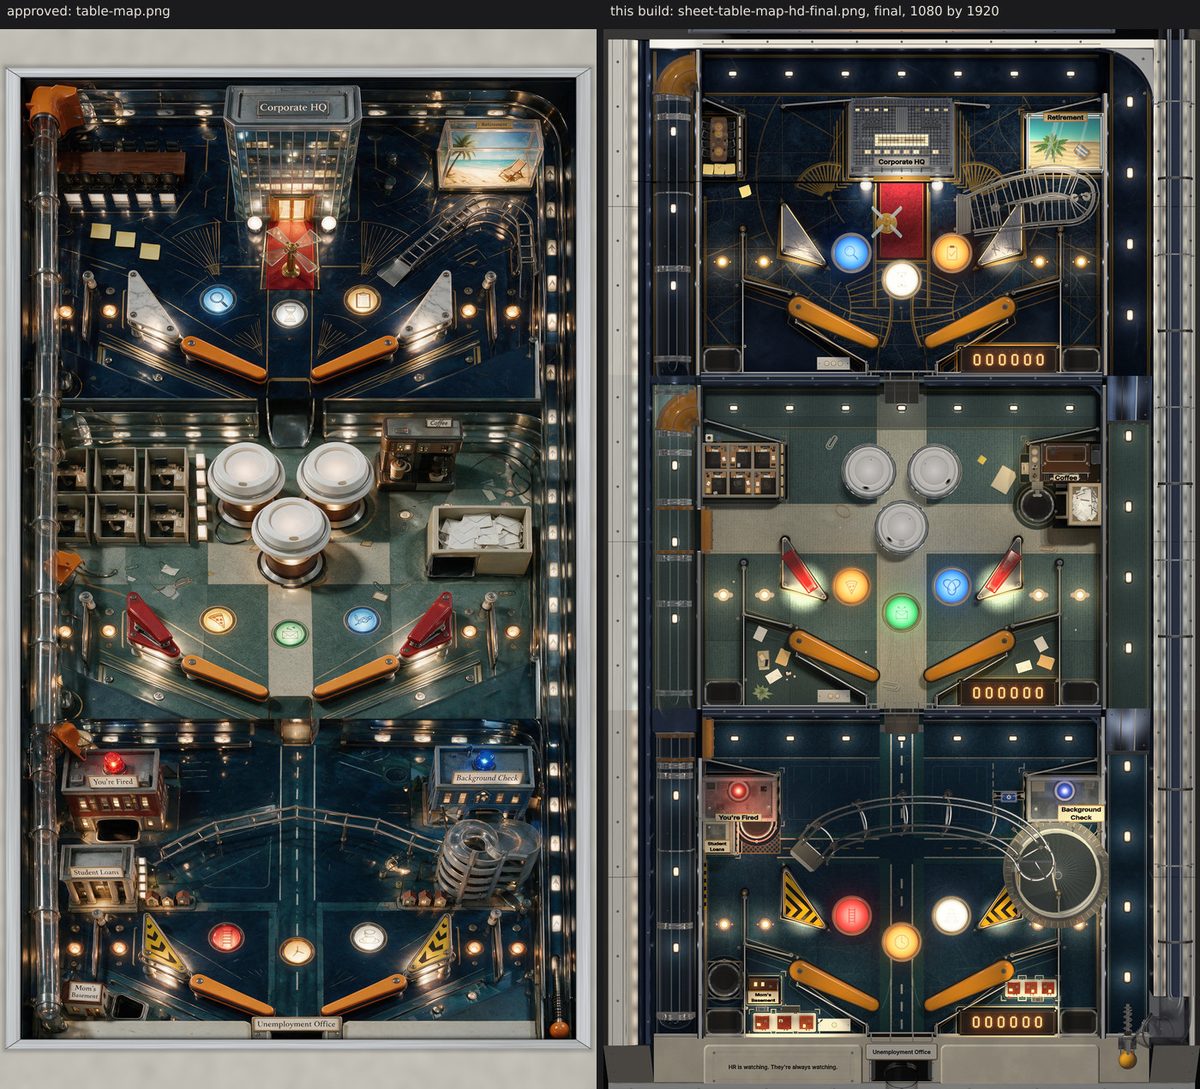 approved: table-map.png
this build: sheet-table-map-hd-final.png, final, 1080 by 1920
Corporate HQ
Retirement
Coffee
You're Fired
Background Check
Student Loans
Mom's
Basement
Unemployment Office
Retirement
Corporate HQ
000000
Coffee
000000
You're Fired
Background
Check
Student
Loans
Mom's
Basement
000000
Unemployment Office
HR is watching. They're always watching.